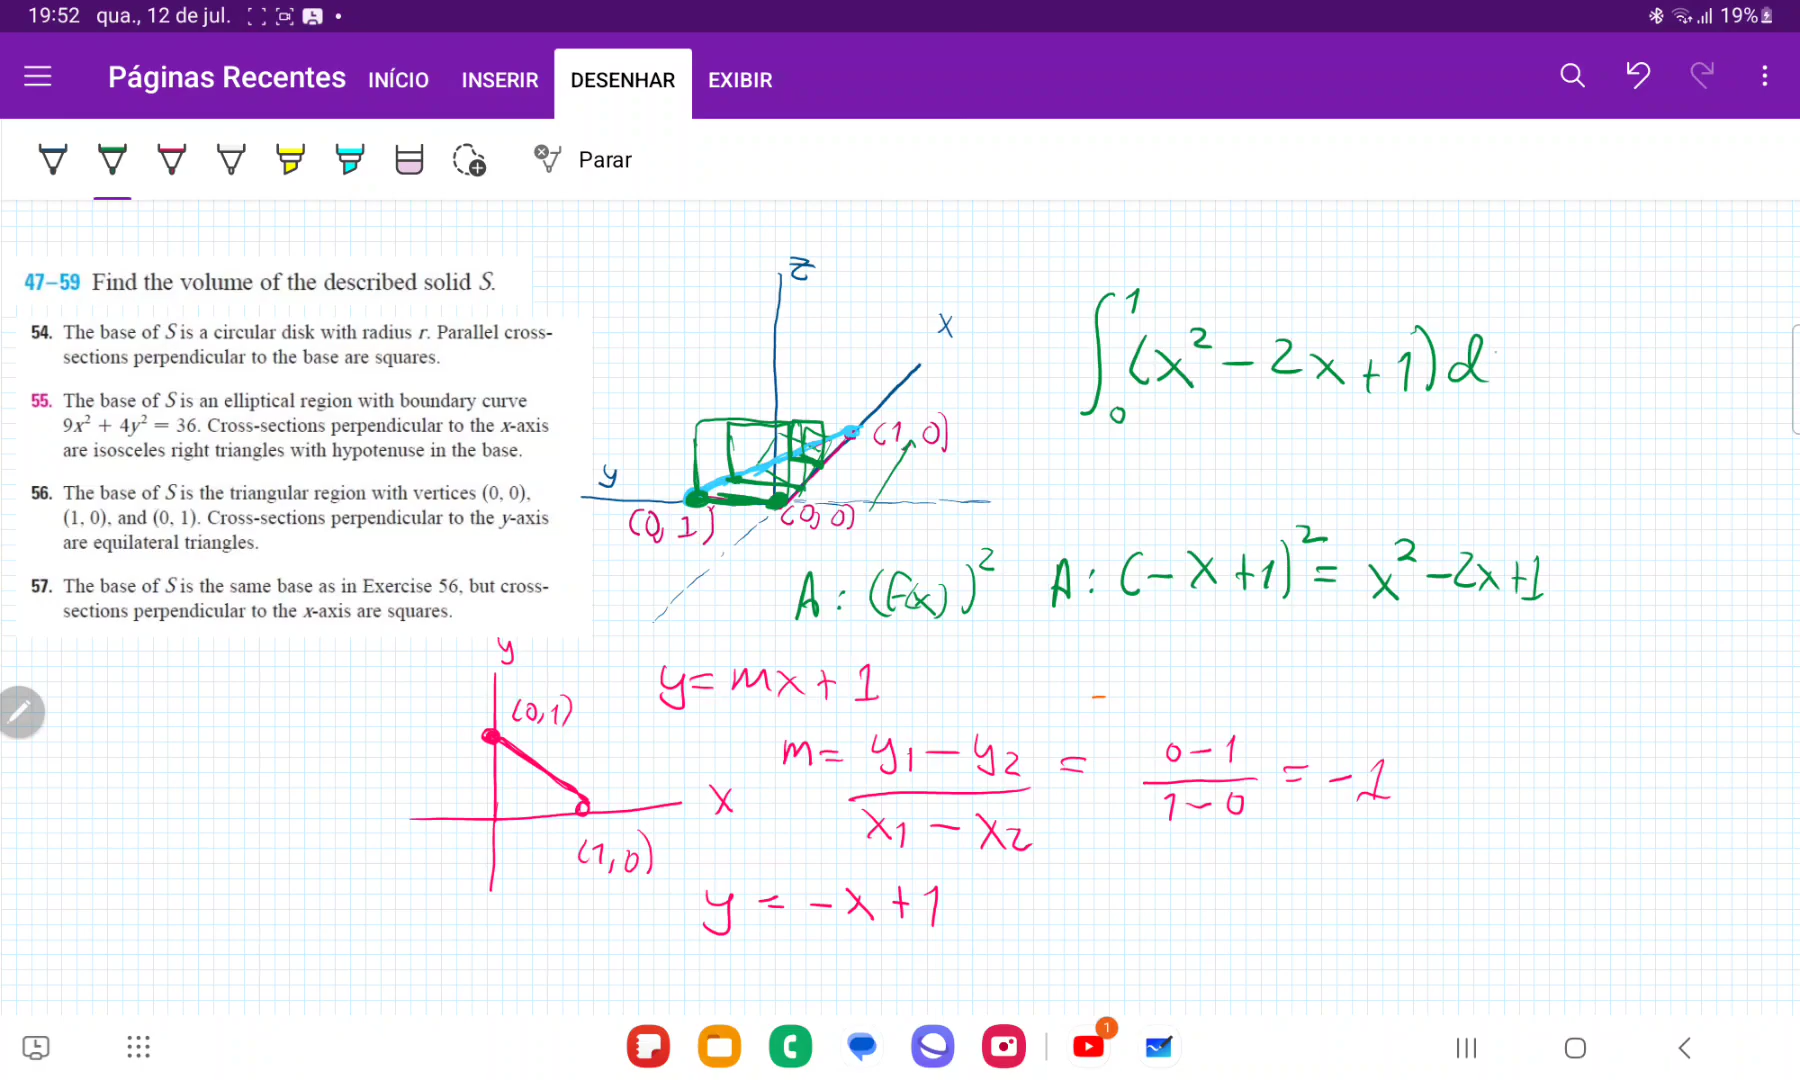 19:52 qua., 12 de jul.
19%
Páginas Recentes INÍCIO INSERIR DESENHAR EXIBIR
Parar
47–59 Find the volume of the described solid S.
54. The base of S is a circular disk with radius r. Parallel cross-
sections perpendicular to the base are squares.
55. The base of S is an elliptical region with boundary curve
9x² + 4y² = 36. Cross-sections perpendicular to the x-axis
are isosceles right triangles with hypotenuse in the base.
56. The base of S is the triangular region with vertices (0, 0),
(1, 0), and (0, 1). Cross-sections perpendicular to the y-axis
are equilateral triangles.
57. The base of S is the same base as in Exercise 56, but cross-
sections perpendicular to the x-axis are squares.
z
x
(1, 0)
y
(0, 1)
(0, 0)
∫₀¹ (x² − 2x + 1) d
A: (F(x))²
A: (−x + 1)² = x² − 2x + 1
y
(0,1)
x
(1,0)
y = mx + 1
m = y₁ − y₂ / x₁ − x₂ = 0 − 1 / 1 − 0 = −1
y = −x + 1
1